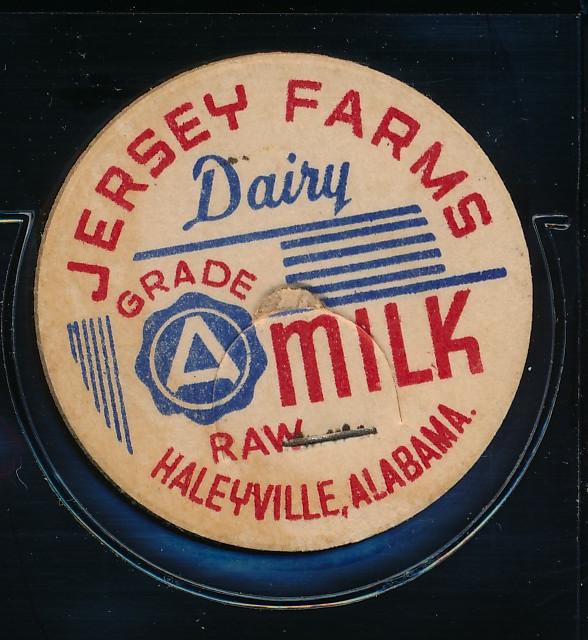 JERSEY FARMS
Dairy
GRADE
A
MILK
RAW
HALEYVILLE, ALABAMA.